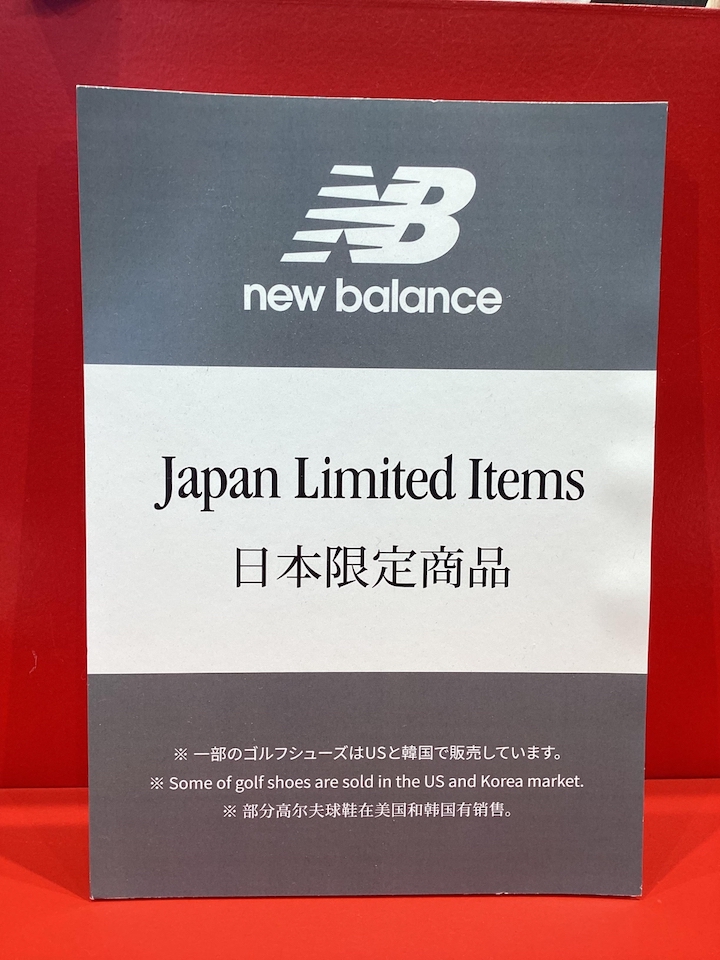 NB
new balance
Japan Limited Items
日本限定商品
※ 一部のゴルフシューズはUSと韓国で販売しています。
※ Some of golf shoes are sold in the US and Korea market.
※ 部分高尔夫球鞋在美国和韩国有销售。